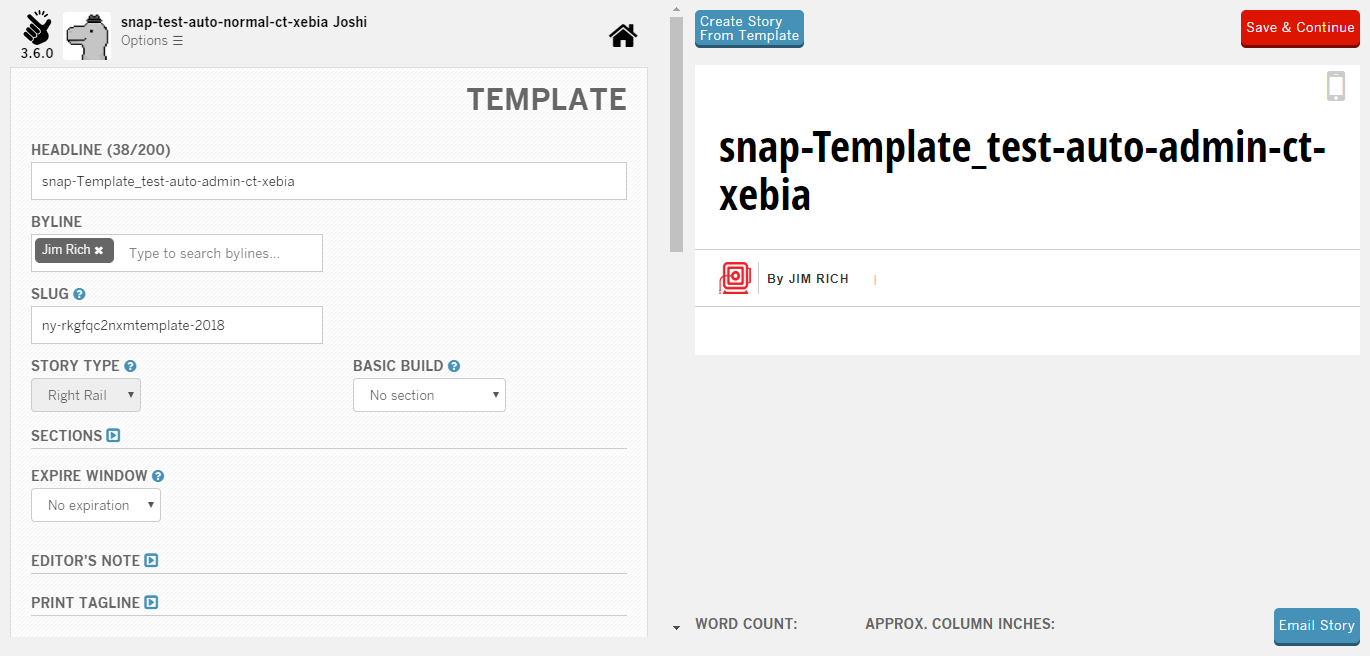 snap-test-auto-normal-ct-xebia Joshi
Options ☰
3.6.0
TEMPLATE
HEADLINE (38/200)
snap-Template_test-auto-admin-ct-xebia
BYLINE
Jim Rich ✖ Type to search bylines...
SLUG
ny-rkgfqc2nxmtemplate-2018
STORY TYPE BASIC BUILD
Right Rail No section
SECTIONS
EXPIRE WINDOW
No expiration
EDITOR'S NOTE
PRINT TAGLINE
Create Story
From Template
Save & Continue
snap-Template_test-auto-admin-ct-
xebia
By JIM RICH |
WORD COUNT: APPROX. COLUMN INCHES:
Email Story